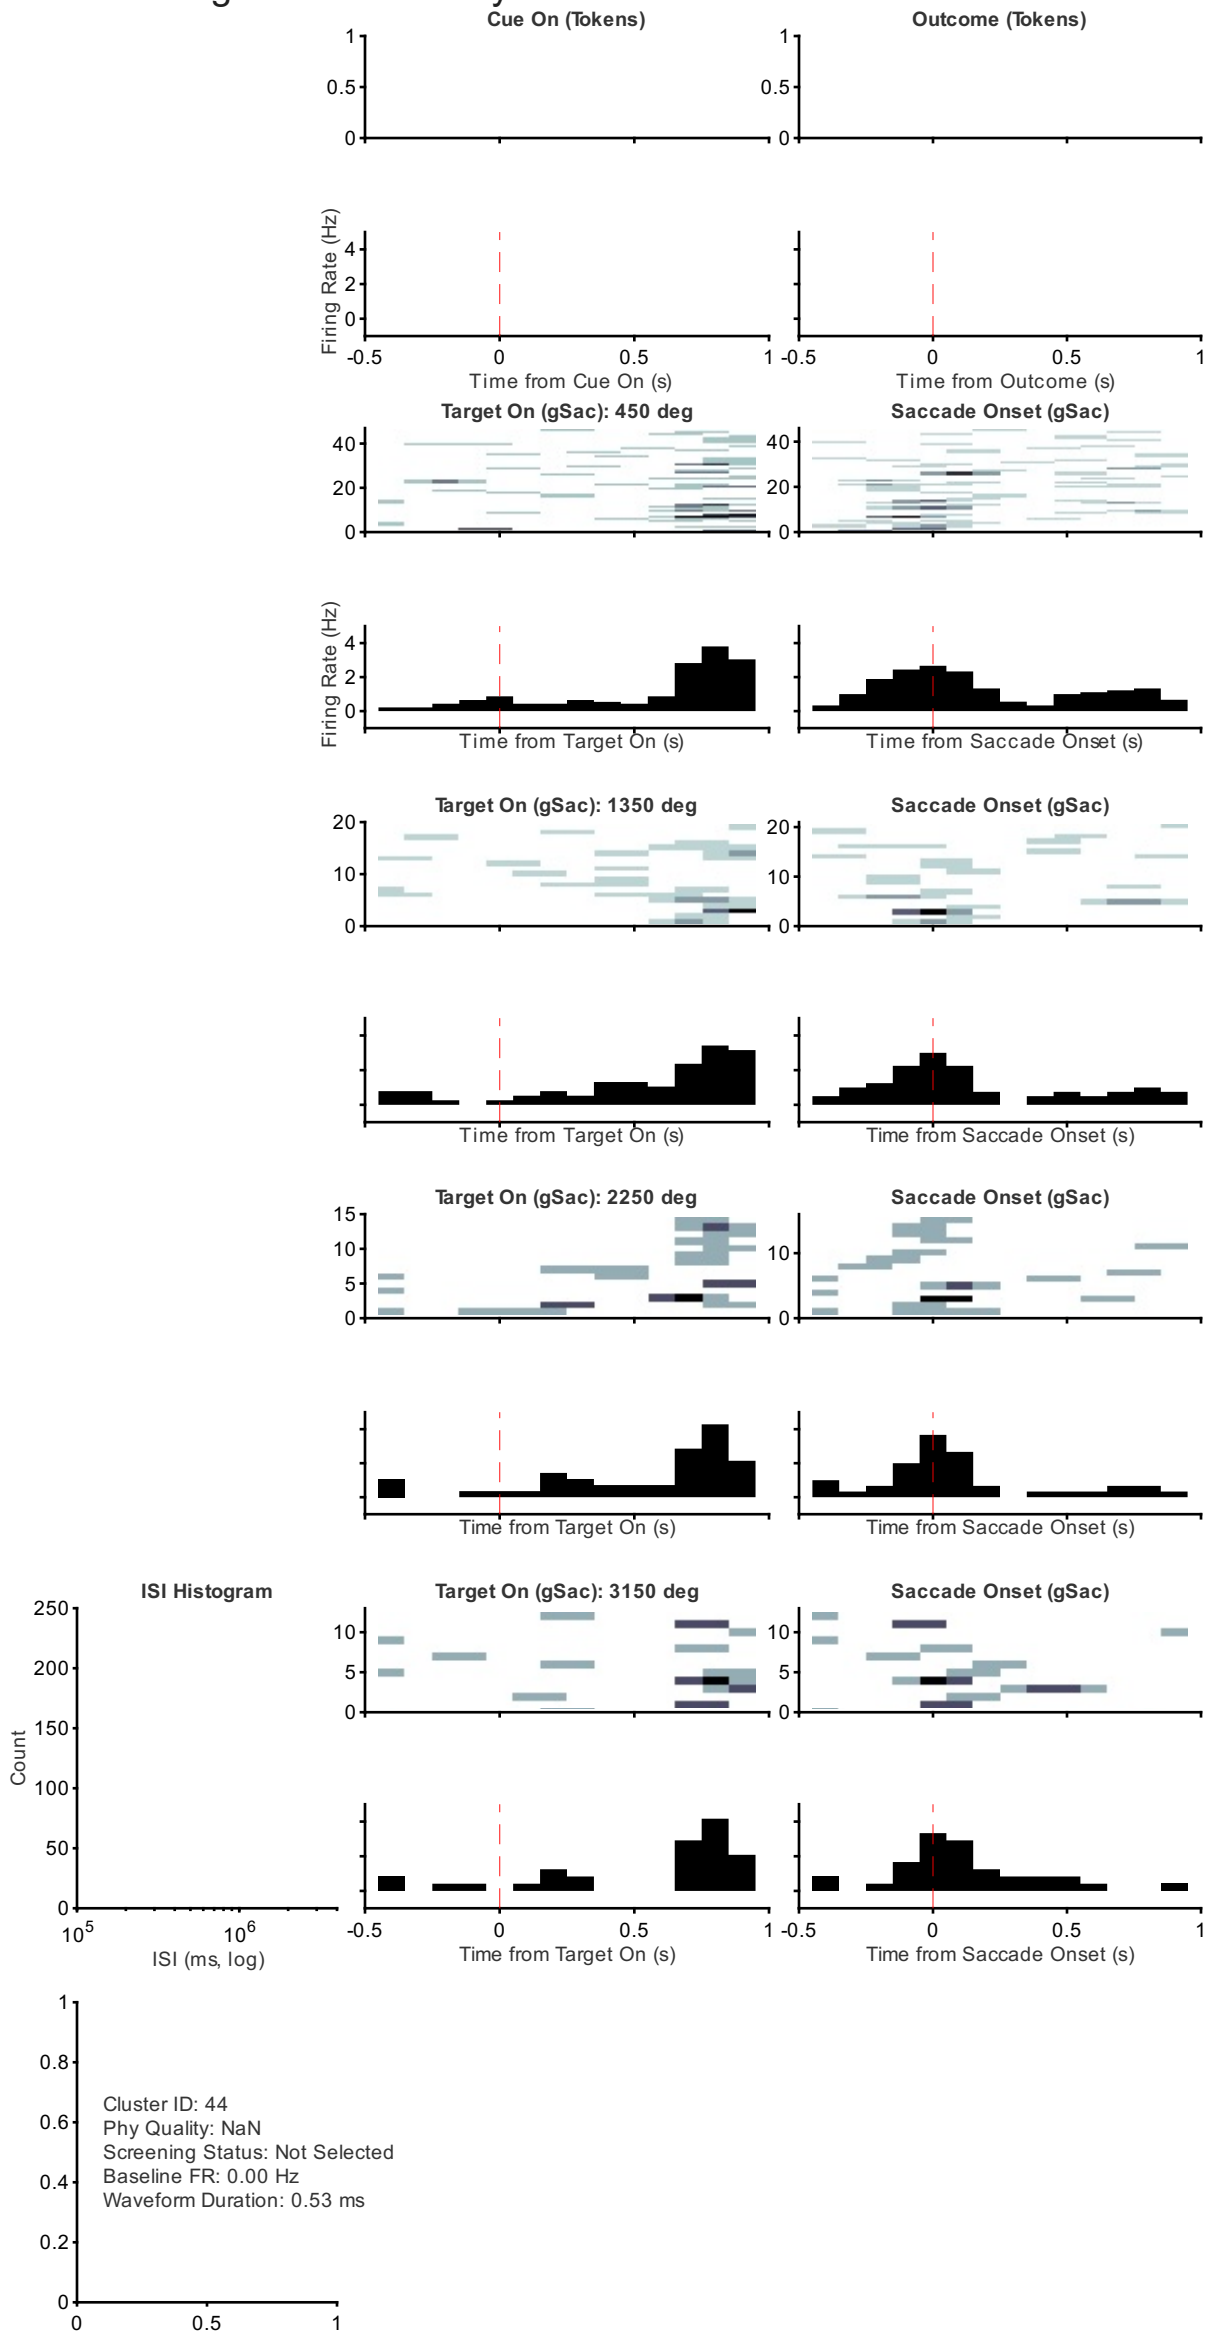 Cue On (Tokens)
Outcome (Tokens)
1
0.5
0
1
0.5
0
Firing Rate (Hz)
4
2
0
-0.5 0 0.5 1
-0.5 0 0.5 1
Time from Cue On (s)
Time from Outcome (s)
Target On (gSac): 450 deg
Saccade Onset (gSac)
40
20
0
40
20
0
Firing Rate (Hz)
4
2
0
Time from Target On (s)
Time from Saccade Onset (s)
Target On (gSac): 1350 deg
Saccade Onset (gSac)
20
10
0
20
10
0
Time from Target On (s)
Time from Saccade Onset (s)
Target On (gSac): 2250 deg
Saccade Onset (gSac)
15
10
5
0
10
0
Time from Target On (s)
Time from Saccade Onset (s)
ISI Histogram
Target On (gSac): 3150 deg
Saccade Onset (gSac)
250
200
150
100
50
0
Count
10^5 10^6
ISI (ms, log)
10
5
0
10
5
0
-0.5 0 0.5 1
-0.5 0 0.5 1
Time from Target On (s)
Time from Saccade Onset (s)
1
0.8
0.6
0.4
0.2
0
Cluster ID: 44
Phy Quality: NaN
Screening Status: Not Selected
Baseline FR: 0.00 Hz
Waveform Duration: 0.53 ms
0 0.5 1